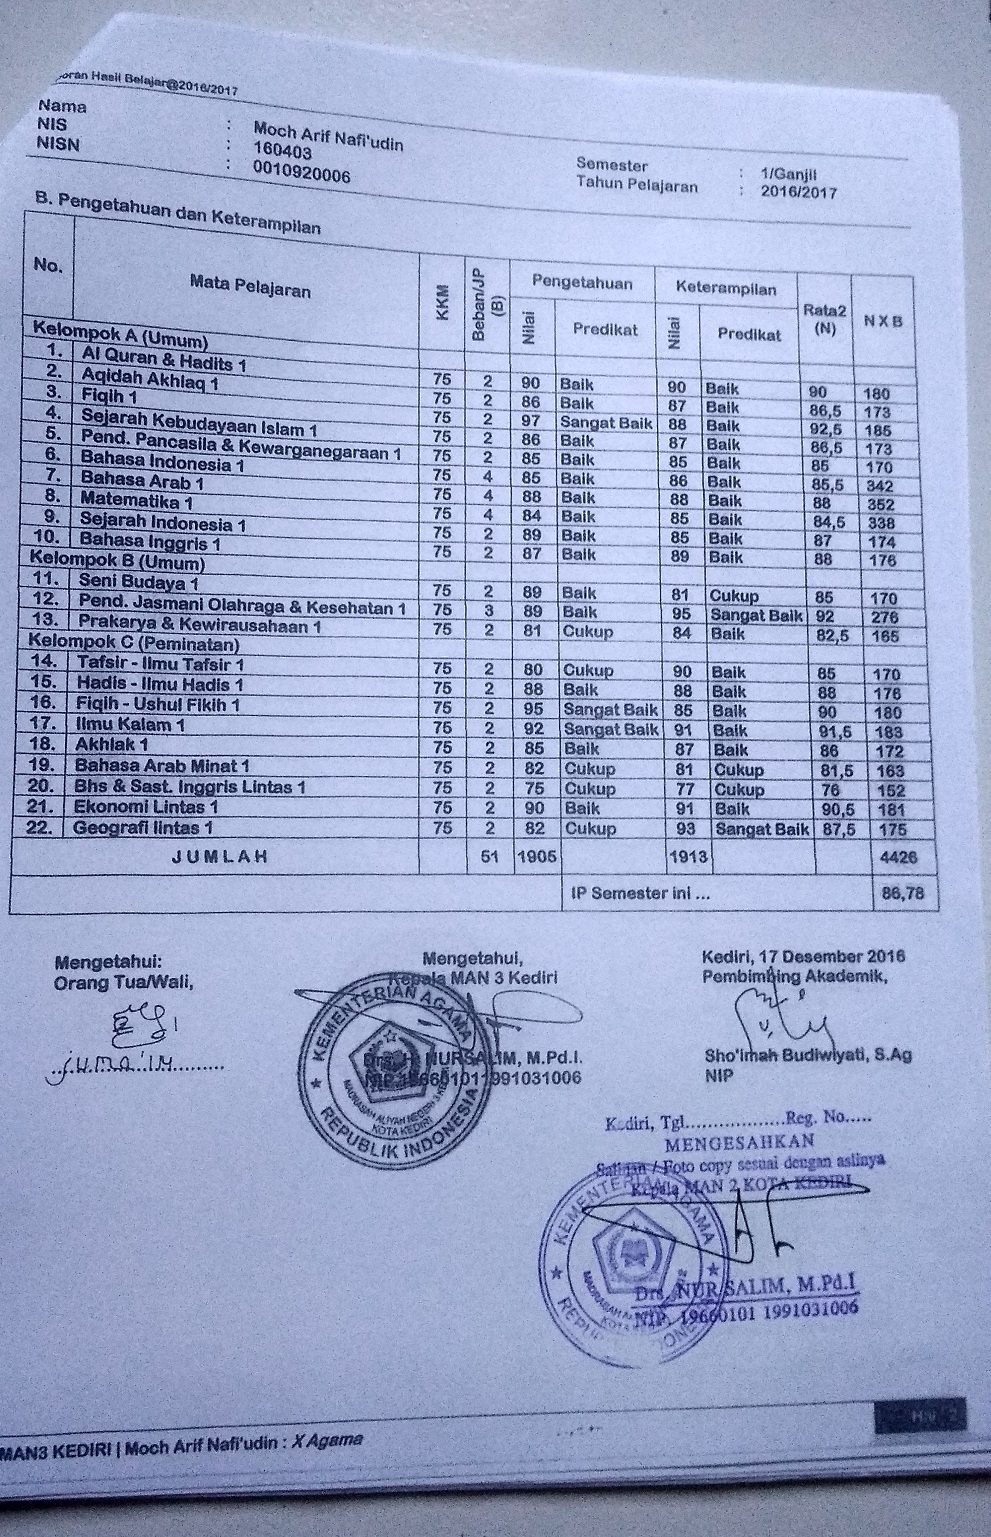 oran Hasil Belajar@2016/2017
Nama : Moch Arif Nafi'udin
NIS : 160403
NISN : 0010920006
Semester : 1/Ganjil
Tahun Pelajaran : 2016/2017
B. Pengetahuan dan Keterampilan
No. Mata Pelajaran KKM Beban/JP (B) Pengetahuan Keterampilan Rata2 (N) N X B
Nilai Predikat Nilai Predikat
Kelompok A (Umum)
1. Al Quran & Hadits 1 75 2 90 Baik 90 Baik 90 180
2. Aqidah Akhlaq 1 75 2 86 Baik 87 Baik 86,5 173
3. Fiqih 1 75 2 97 Sangat Baik 88 Baik 92,5 185
4. Sejarah Kebudayaan Islam 1 75 2 86 Baik 87 Baik 86,5 173
5. Pend. Pancasila & Kewarganegaraan 1 75 2 85 Baik 85 Baik 85 170
6. Bahasa Indonesia 1 75 4 85 Baik 86 Baik 85,5 342
7. Bahasa Arab 1 75 4 88 Baik 88 Baik 88 352
8. Matematika 1 75 4 84 Baik 85 Baik 84,5 338
9. Sejarah Indonesia 1 75 2 89 Baik 85 Baik 87 174
10. Bahasa Inggris 1 75 2 87 Baik 89 Baik 88 176
Kelompok B (Umum)
11. Seni Budaya 1 75 2 89 Baik 81 Cukup 85 170
12. Pend. Jasmani Olahraga & Kesehatan 1 75 3 89 Baik 95 Sangat Baik 92 276
13. Prakarya & Kewirausahaan 1 75 2 81 Cukup 84 Baik 82,5 165
Kelompok C (Peminatan)
14. Tafsir - Ilmu Tafsir 1 75 2 80 Cukup 90 Baik 85 170
15. Hadis - Ilmu Hadis 1 75 2 88 Baik 88 Baik 88 176
16. Fiqih - Ushul Fikih 1 75 2 95 Sangat Baik 85 Baik 90 180
17. Ilmu Kalam 1 75 2 92 Sangat Baik 91 Baik 91,5 183
18. Akhlak 1 75 2 85 Baik 87 Baik 86 172
19. Bahasa Arab Minat 1 75 2 82 Cukup 81 Cukup 81,5 163
20. Bhs & Sast. Inggris Lintas 1 75 2 75 Cukup 77 Cukup 76 152
21. Ekonomi Lintas 1 75 2 90 Baik 91 Baik 90,5 181
22. Geografi lintas 1 75 2 82 Cukup 93 Sangat Baik 87,5 175
J U M L A H 51 1905 1913 4426
IP Semester ini ... 86,78
Mengetahui:
Orang Tua/Wali,
juma'in
Mengetahui,
Kepala MAN 3 Kediri
Drs. H. NURSALIM, M.Pd.I.
NIP 196601011991031006
KEMENTERIAN AGAMA
MADRASAH ALIYAH NEGERI 3 KEDIRI
KOTA KEDIRI
REPUBLIK INDONESIA
Kediri, 17 Desember 2016
Pembimbing Akademik,
Sho'imah Budiwiyati, S.Ag
NIP
Kediri, Tgl..................Reg. No.....
MENGESAHKAN
Salinan / Foto copy sesuai dengan aslinya
Kepala MAN 2 KOTA KEDIRI
KEMENTERIAN AGAMA
Drs. NUR SALIM, M.Pd.I
NIP. 19660101 1991031006
MAN3 KEDIRI | Moch Arif Nafi'udin : X Agama